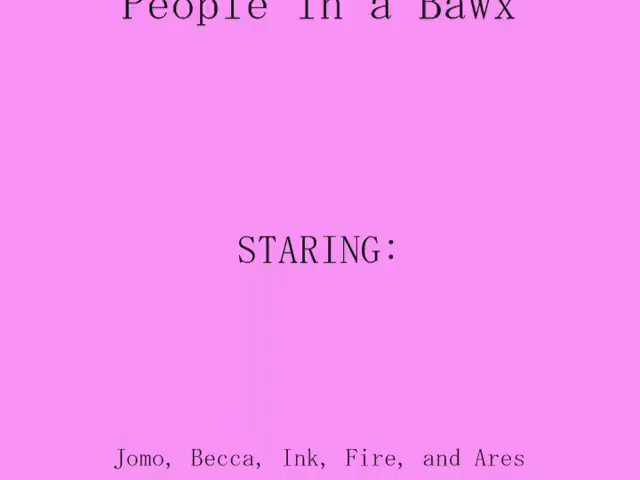 People in a Bawx
STARING:
Jomo, Becca, Ink, Fire, and Ares